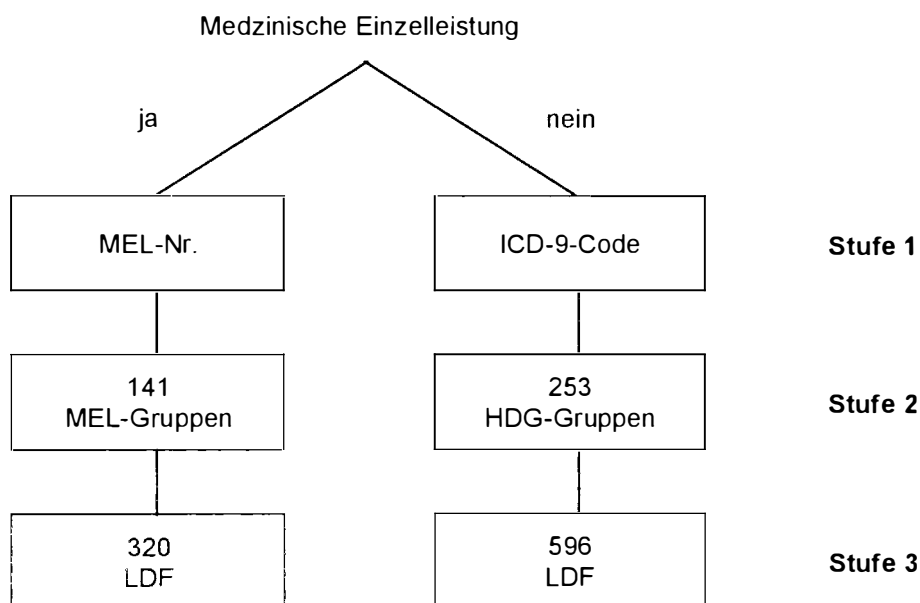 Medzinische Einzelleistung
ja
nein
MEL-Nr.
ICD-9-Code
Stufe 1
141
MEL-Gruppen
253
HDG-Gruppen
Stufe 2
320
LDF
596
LDF
Stufe 3